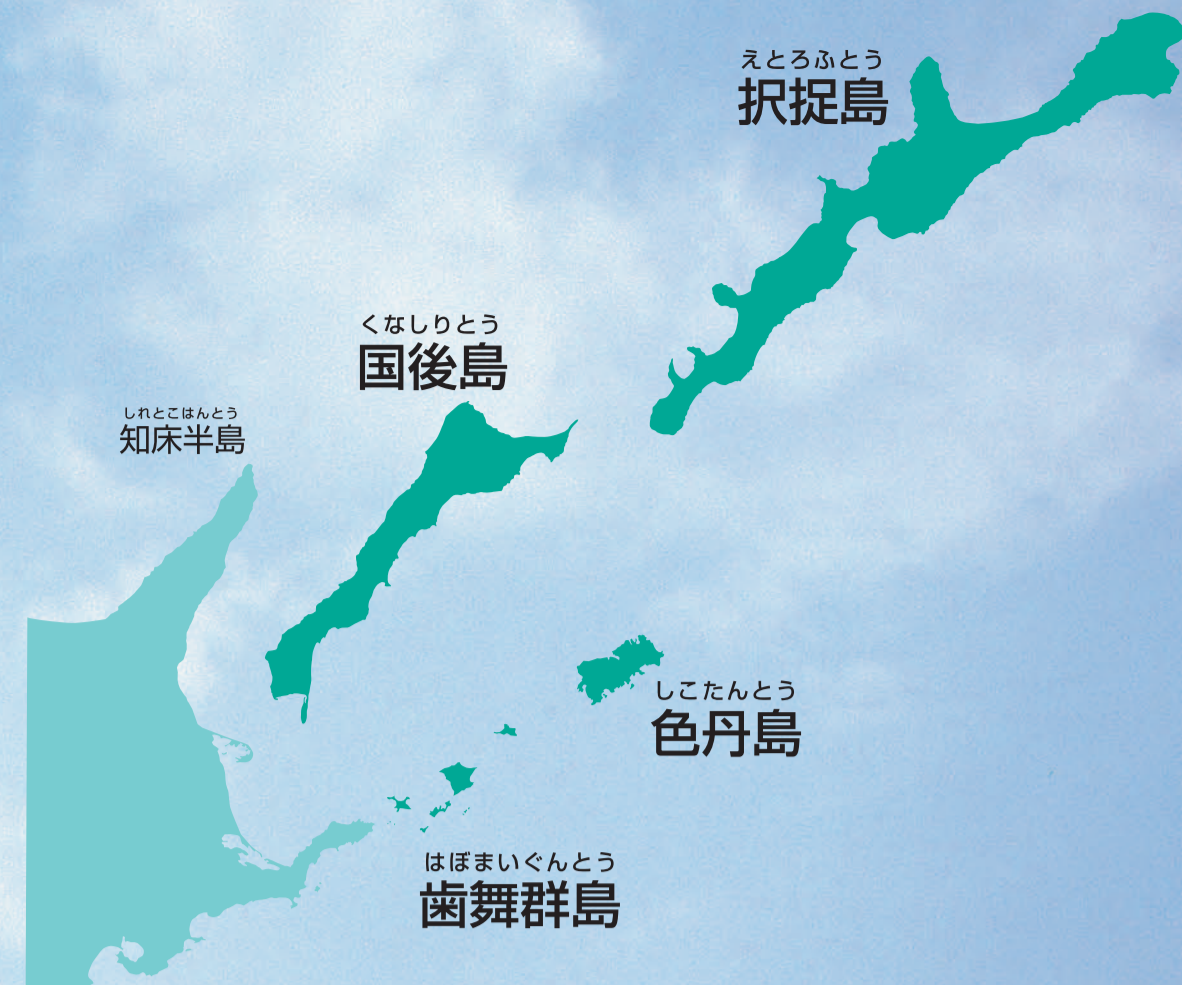 えとろふとう
択捉島
くなしりとう
国後島
しれとこはんとう
知床半島
しこたんとう
色丹島
はぼまいぐんとう
歯舞群島